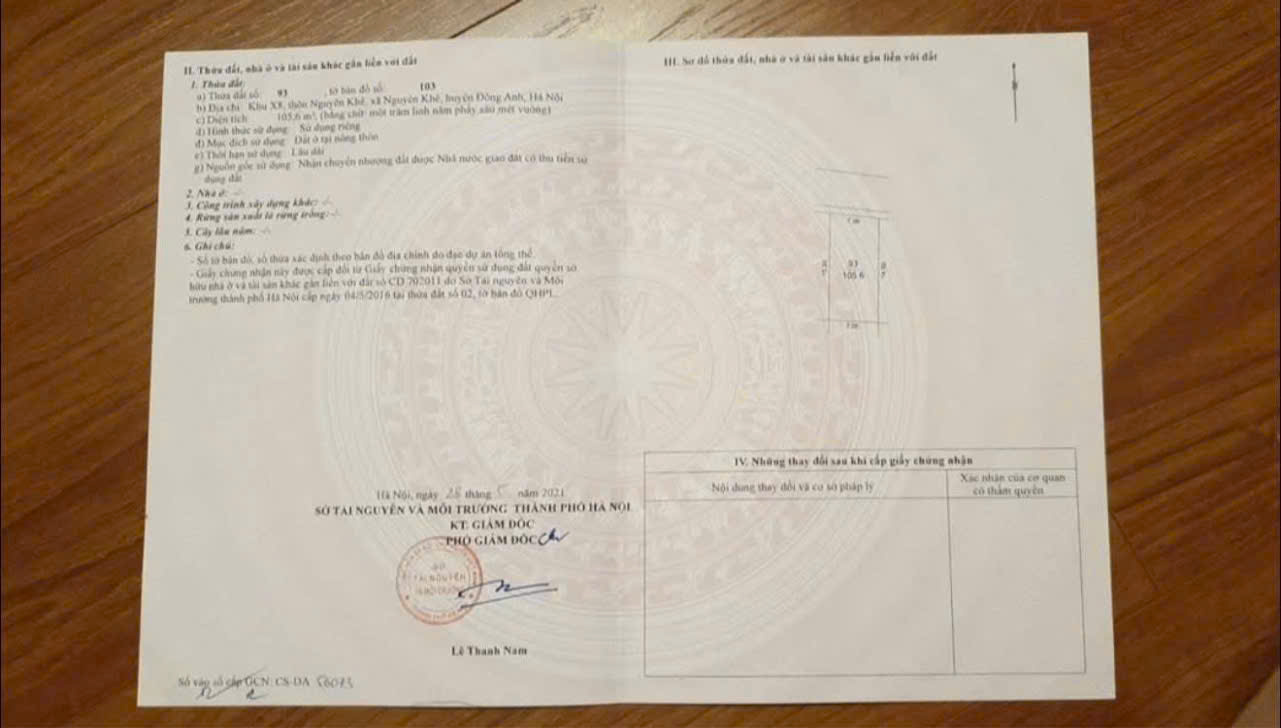 II. Thửa đất, nhà ở và tài sản khác gắn liền với đất
1. Thửa đất:
a) Thửa đất số: 93 , tờ bản đồ số: 103
b) Địa chỉ: Khu X8, thôn Nguyên Khê, xã Nguyên Khê, huyện Đông Anh, Hà Nội
c) Diện tích: 105,6 m², (bằng chữ: một trăm linh năm phẩy sáu mét vuông)
d) Hình thức sử dụng: Sử dụng riêng
đ) Mục đích sử dụng: Đất ở tại nông thôn
e) Thời hạn sử dụng: Lâu dài
g) Nguồn gốc sử dụng: Nhận chuyển nhượng đất được Nhà nước giao đất có thu tiền sử
dụng đất
2. Nhà ở: -/-
3. Công trình xây dựng khác: -/-
4. Rừng sản xuất là rừng trồng: -/-
5. Cây lâu năm: -/-
6. Ghi chú:
- Số tờ bản đồ, số thửa xác định theo bản đồ địa chính đo đạc dự án tổng thể.
- Giấy chứng nhận này được cấp đổi từ Giấy chứng nhận quyền sử dụng đất quyền sở
hữu nhà ở và tài sản khác gắn liền với đất số CD 702011 do Sở Tài nguyên và Môi
trường thành phố Hà Nội cấp ngày 04/5/2016 tại thửa đất số 02, tờ bản đồ QHPL.
Hà Nội, ngày 28 tháng 5 năm 2021
SỞ TÀI NGUYÊN VÀ MÔI TRƯỜNG THÀNH PHỐ HÀ NỘI
KT. GIÁM ĐỐC
PHÓ GIÁM ĐỐC
SỞ
TÀI NGUYÊN
VÀ MÔI TRƯỜNG
Lê Thanh Nam
Số vào sổ cấp GCN: CS-DA 56073
III. Sơ đồ thửa đất, nhà ở và tài sản khác gắn liền với đất
93
105.6
IV. Những thay đổi sau khi cấp giấy chứng nhận
Nội dung thay đổi và cơ sở pháp lý
Xác nhận của cơ quan
có thẩm quyền